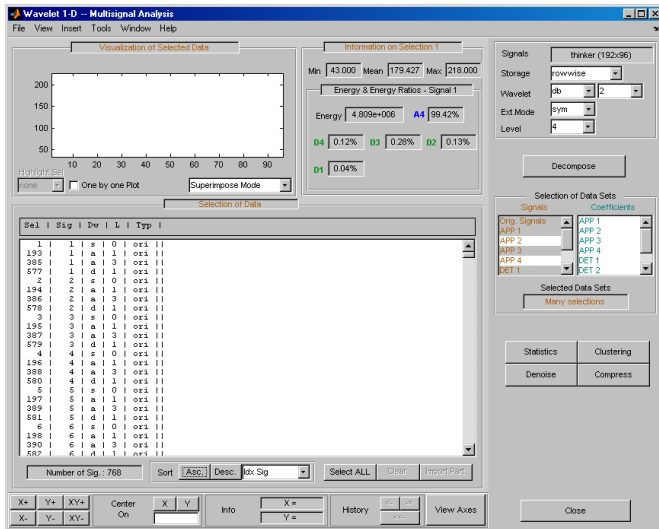 Wavelet 1-D -- Multisignal Analysis
File View Insert Tools Window Help
Visualization of Selected Data
200
150
100
50
10 20 30 40 50 60 70 80 90
Highlight Sel
none
One by one Plot
Superimpose Mode
Information on Selection 1
Min 43.000 Mean 179.427 Max 218.000
Energy & Energy Ratios - Signal 1
Energy 4.809e+006 A4 99.42%
D4 0.12% D3 0.28% D2 0.13%
D1 0.04%
Signals thinker (192x96)
Storage rowwise
Wavelet db 2
Ext.Mode sym
Level 4
Decompose
Selection of Data Sets
Signals Coefficients
Orig. Signals APP 1
APP 1 APP 2
APP 2 APP 3
APP 3 APP 4
APP 4 DET 1
DET 1 DET 2
Selected Data Sets
Many selections
Statistics Clustering
Denoise Compress
Selection of Data
Sel | Sig | Dw | L | Typ |
1 | 1 | s | 0 | ori ||
193 | 1 | a | 1 | ori ||
385 | 1 | a | 3 | ori ||
577 | 1 | d | 1 | ori ||
2 | 2 | s | 0 | ori ||
194 | 2 | a | 1 | ori ||
386 | 2 | a | 3 | ori ||
578 | 2 | d | 1 | ori ||
3 | 3 | s | 0 | ori ||
195 | 3 | a | 1 | ori ||
387 | 3 | a | 3 | ori ||
579 | 3 | d | 1 | ori ||
4 | 4 | s | 0 | ori ||
196 | 4 | a | 1 | ori ||
388 | 4 | a | 3 | ori ||
580 | 4 | d | 1 | ori ||
5 | 5 | s | 0 | ori ||
197 | 5 | a | 1 | ori ||
389 | 5 | a | 3 | ori ||
581 | 5 | d | 1 | ori ||
6 | 6 | s | 0 | ori ||
198 | 6 | a | 1 | ori ||
390 | 6 | a | 3 | ori ||
582 | 6 | d | 1 | ori ||
Number of Sig. : 768
Sort Asc. Desc. Idx Sig
Select ALL Clear Import Part
X+ Y+ XY+
X- Y- XY-
Center
On
X Y
Info
X =
Y =
History
<- ->
<<-
View Axes
Close